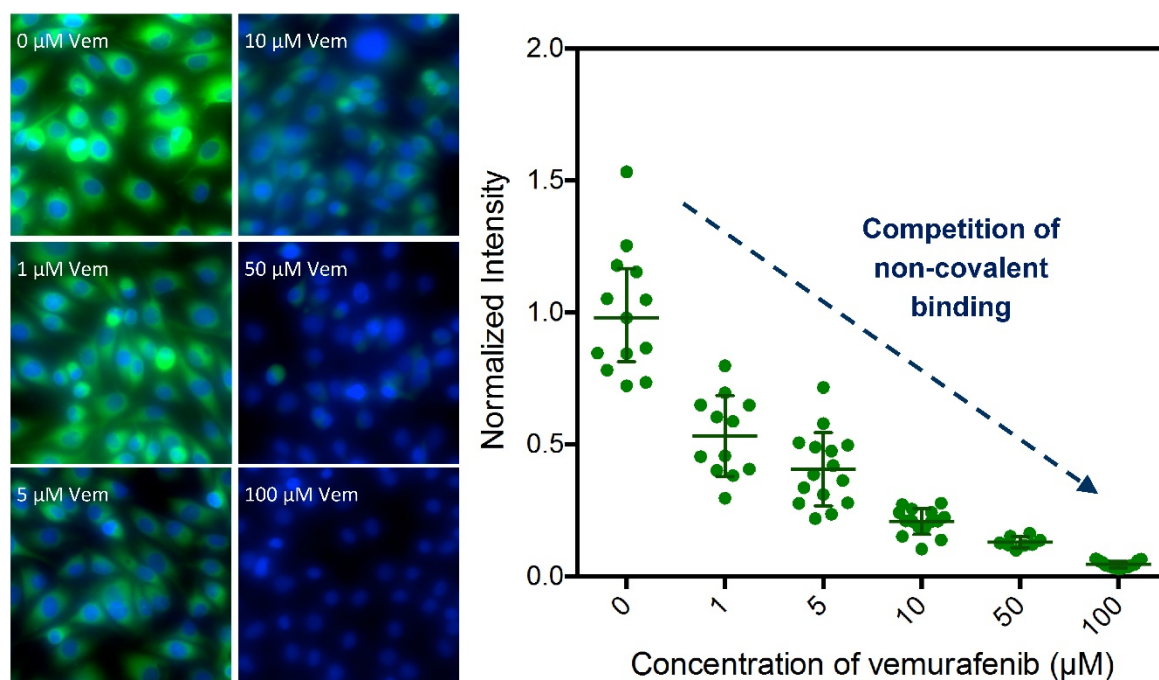 0 µM Vem
10 µM Vem
1 µM Vem
50 µM Vem
5 µM Vem
100 µM Vem
2.0
1.5
1.0
0.5
0.0
Normalized Intensity
Competition of
non-covalent
binding
0
1
5
10
50
100
Concentration of vemurafenib (µM)